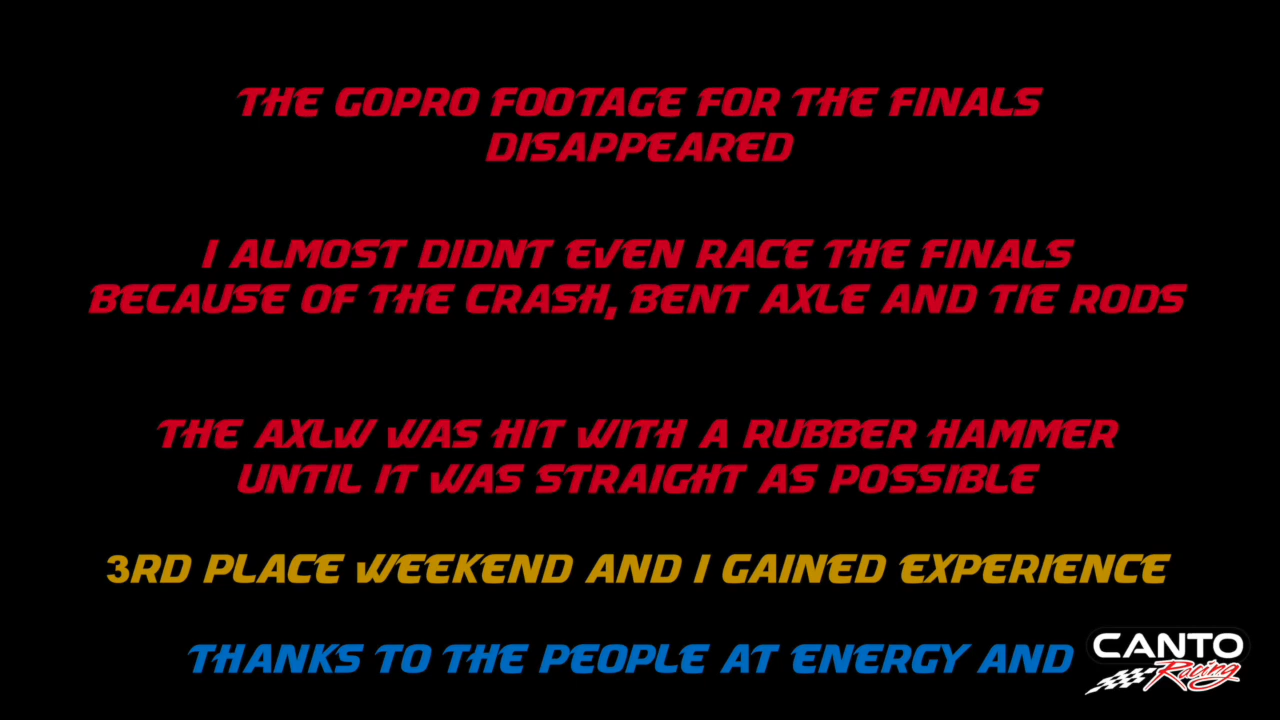 THE GOPRO FOOTAGE FOR THE FINALS
DISAPPEARED
I ALMOST DIDNT EVEN RACE THE FINALS
BECAUSE OF THE CRASH, BENT AXLE AND TIE RODS
THE AXLW WAS HIT WITH A RUBBER HAMMER
UNTIL IT WAS STRAIGHT AS POSSIBLE
3RD PLACE WEEKEND AND I GAINED EXPERIENCE
THANKS TO THE PEOPLE AT ENERGY AND
CANTO
Racing